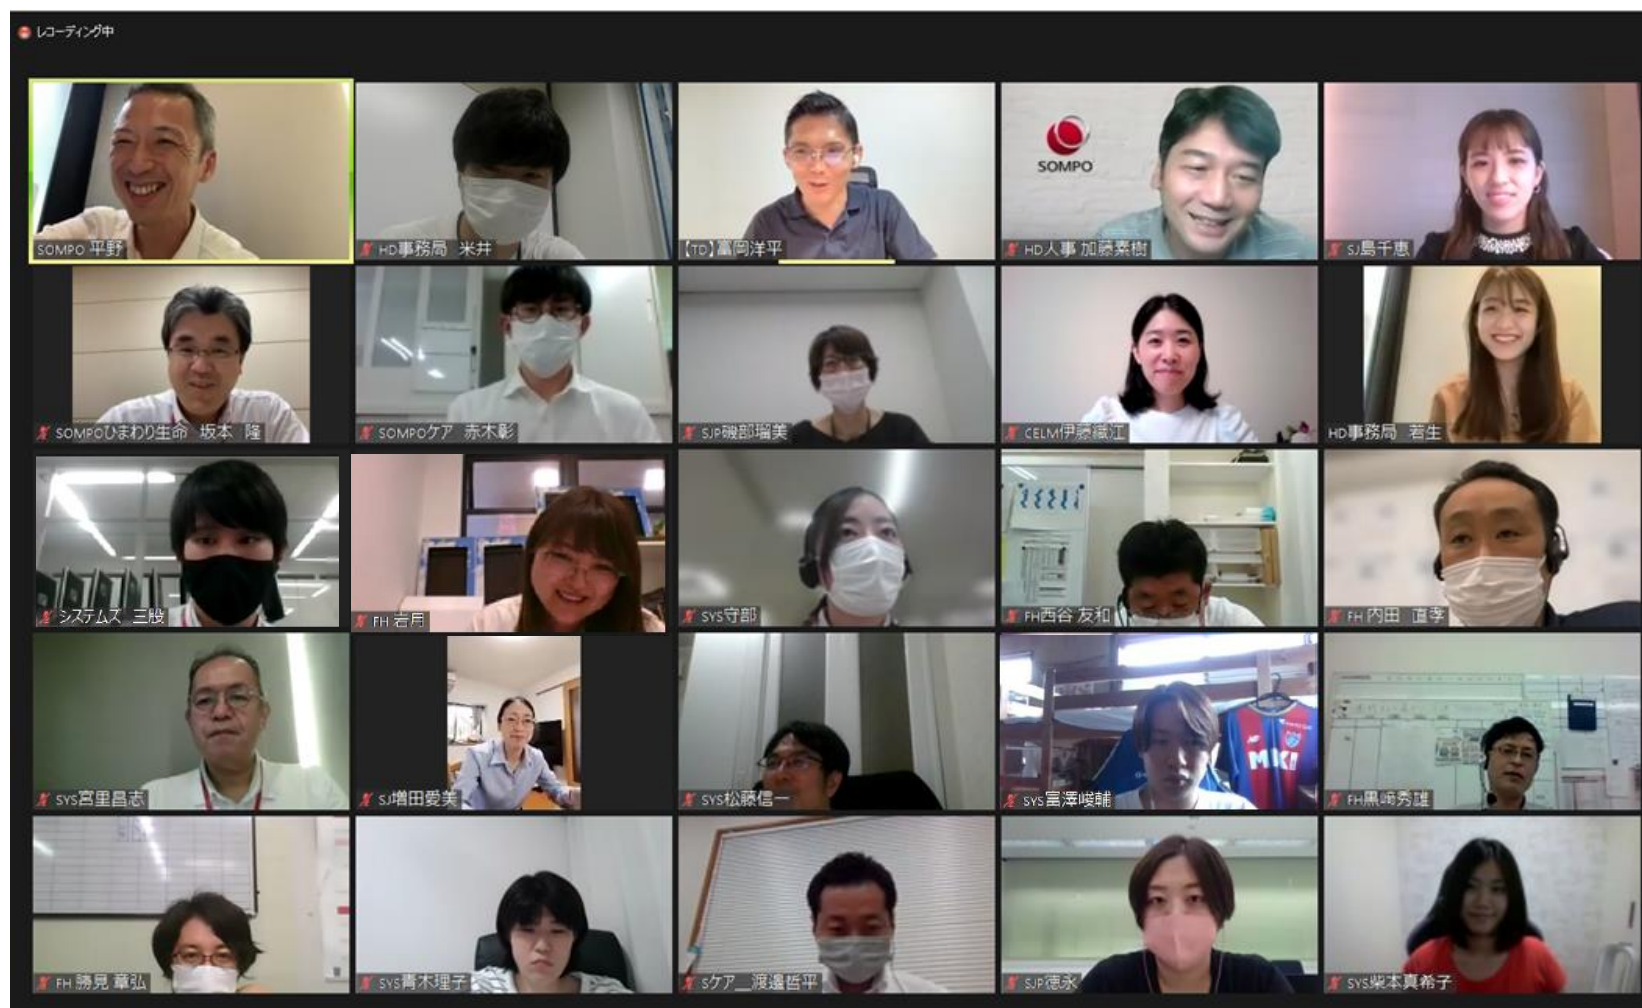 レコーディング中
SOMPO 平野
HD事務局 米井
【TD】富岡洋平
SOMPO
HD人事 加藤素樹
SJ島千恵
SOMPOひまわり生命 坂本 隆
SOMPOケア 赤木彰
SJP磯部瑠美
CELM伊藤織江
HD事務局 若生
システムズ 三股
FH 岩月
SYS守部
FH西谷 友和
FH 内田 直孝
SYS宮里昌志
SJ増田愛美
SYS松藤信一
SYS富澤峻輔
MIXI
FH黒崎秀雄
FH 勝見 章弘
SYS青木理子
Sケア__渡邉哲平
SJP徳永
SYS柴本真希子